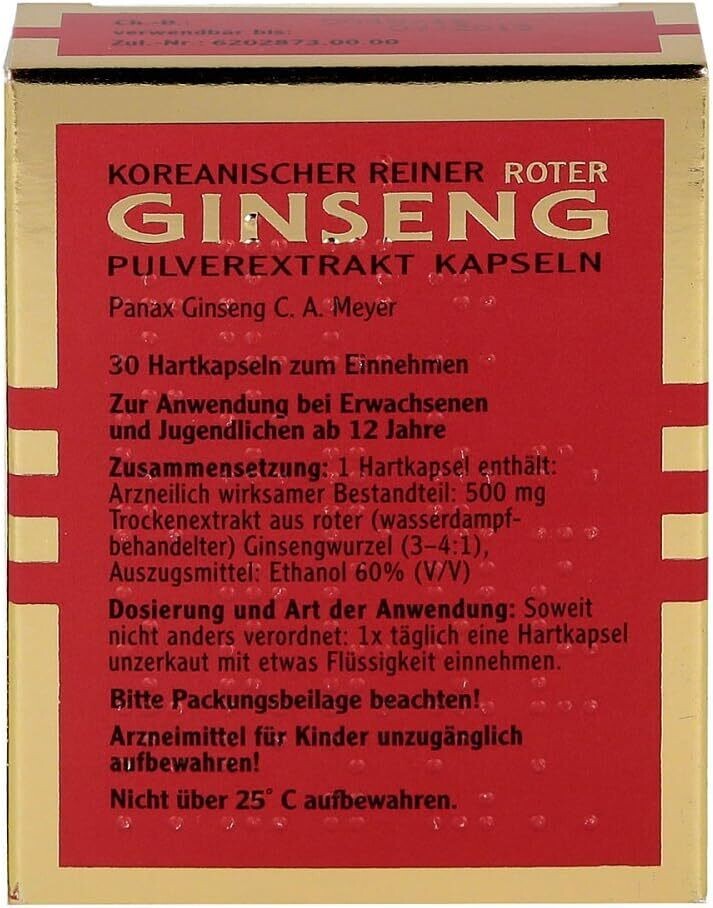 Ch.-B.:
verwendbar bis:
Zul.-Nr.: 6202873.00.00
KOREANISCHER REINER ROTER
GINSENG
PULVEREXTRAKT KAPSELN
Panax Ginseng C. A. Meyer
30 Hartkapseln zum Einnehmen
Zur Anwendung bei Erwachsenen
und Jugendlichen ab 12 Jahre
Zusammensetzung: 1 Hartkapsel enthält:
Arzneilich wirksamer Bestandteil: 500 mg
Trockenextrakt aus roter (wasserdampf-
behandelter) Ginsengwurzel (3–4:1),
Auszugsmittel: Ethanol 60% (V/V)
Dosierung und Art der Anwendung: Soweit
nicht anders verordnet: 1x täglich eine Hartkapsel
unzerkaut mit etwas Flüssigkeit einnehmen.
Bitte Packungsbeilage beachten!
Arzneimittel für Kinder unzugänglich
aufbewahren!
Nicht über 25° C aufbewahren.